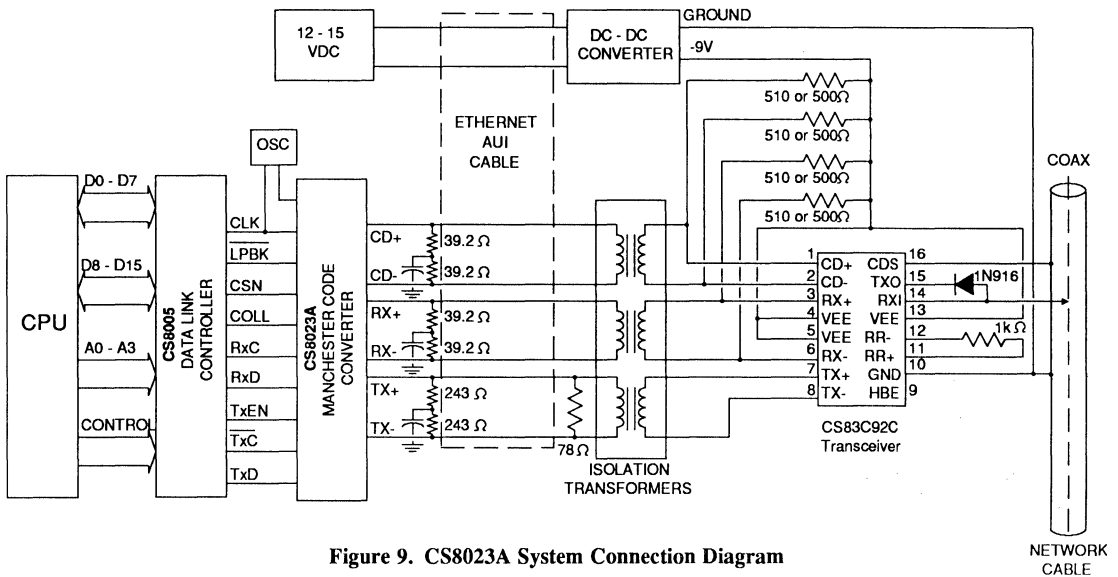 12 - 15
VDC
DC - DC
CONVERTER
GROUND
-9V
510 or 500Ω
510 or 500Ω
510 or 500Ω
510 or 500Ω
ETHERNET
AUI
CABLE
OSC
COAX
CPU
D0 - D7
D8 - D15
A0 - A3
CONTROL
CS8005
DATA LINK
CONTROLLER
CLK
LPBK
CSN
COLL
RxC
RxD
TxEN
TxC
TxD
CS8023A
MANCHESTER CODE
CONVERTER
CD+
CD-
RX+
RX-
TX+
TX-
39.2 Ω
39.2 Ω
39.2 Ω
39.2 Ω
243 Ω
243 Ω
78Ω
ISOLATION
TRANSFORMERS
1 CD+ CDS 16
2 CD- TXO 15
3 RX+ RXI 14
4 VEE VEE 13
5 VEE RR- 12
6 RX- RR+ 11
7 TX+ GND 10
8 TX- HBE 9
1N916
1k Ω
CS83C92C
Transceiver
NETWORK
CABLE
Figure 9. CS8023A System Connection Diagram